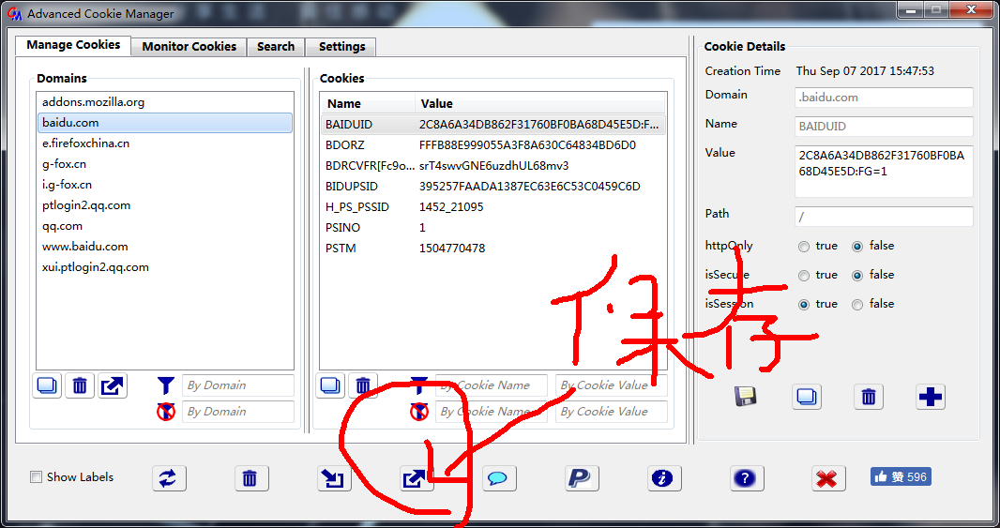 Advanced Cookie Manager
Manage Cookies
Monitor Cookies
Search
Settings
Domains
addons.mozilla.org
baidu.com
e.firefoxchina.cn
g-fox.cn
i.g-fox.cn
ptlogin2.qq.com
qq.com
www.baidu.com
xui.ptlogin2.qq.com
By Domain
By Domain
Cookies
Name Value
BAIDUID 2C8A6A34DB862F31760BF0BA68D45E5D:F...
BDORZ FFFB88E999055A3F8A630C64834BD6D0
BDRCVFR[Fc9o... srT4swvGNE6uzdhUL68mv3
BIDUPSID 395257FAADA1387EC63E6C53C0459C6D
H_PS_PSSID 1452_21095
PSINO 1
PSTM 1504770478
By Cookie Name By Cookie Value
By Cookie Name By Cookie Value
Cookie Details
Creation Time Thu Sep 07 2017 15:47:53
Domain .baidu.com
Name BAIDUID
Value 2C8A6A34DB862F31760BF0BA
68D45E5D:FG=1
Path /
httpOnly true false
isSecure true false
isSession true false
保存
Show Labels
赞 596